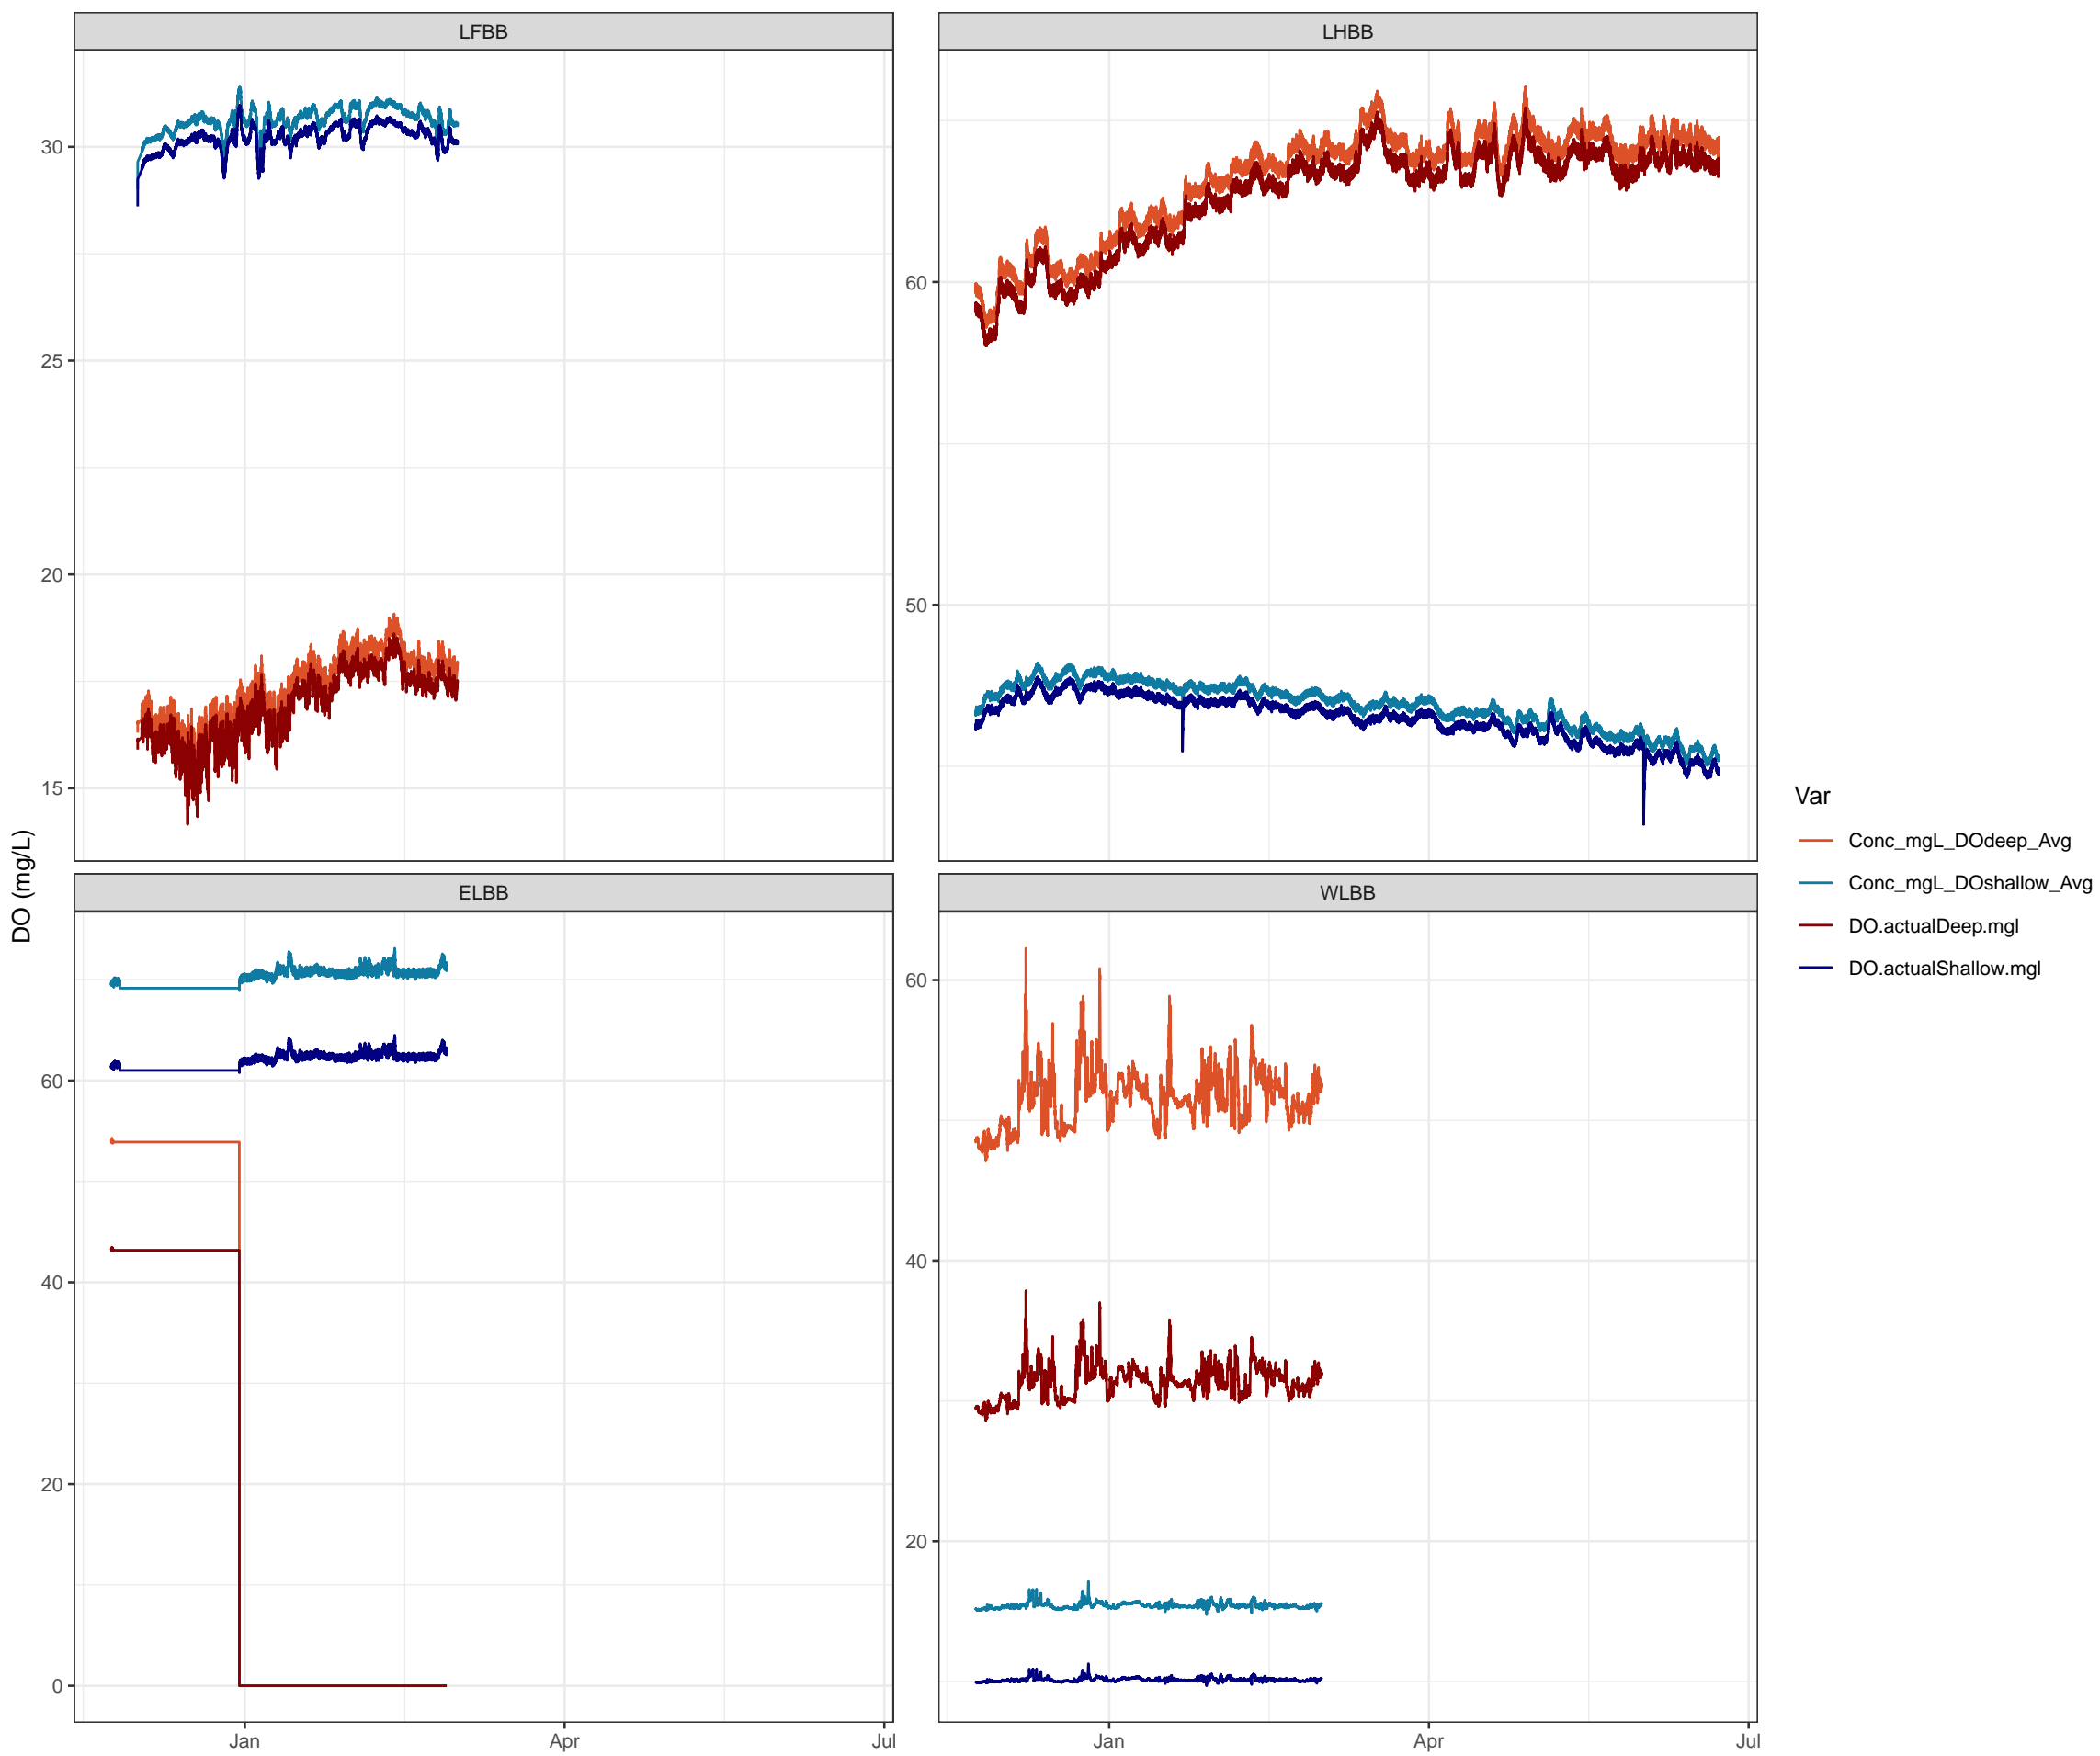 LFBB
LHBB
30
25
20
15
60
50
DO (mg/L)
ELBB
WLBB
60
40
20
0
60
40
20
Jan
Apr
Jul
Jan
Apr
Jul
Var
Conc_mgL_DOdeep_Avg
Conc_mgL_DOshallow_Avg
DO.actualDeep.mgl
DO.actualShallow.mgl